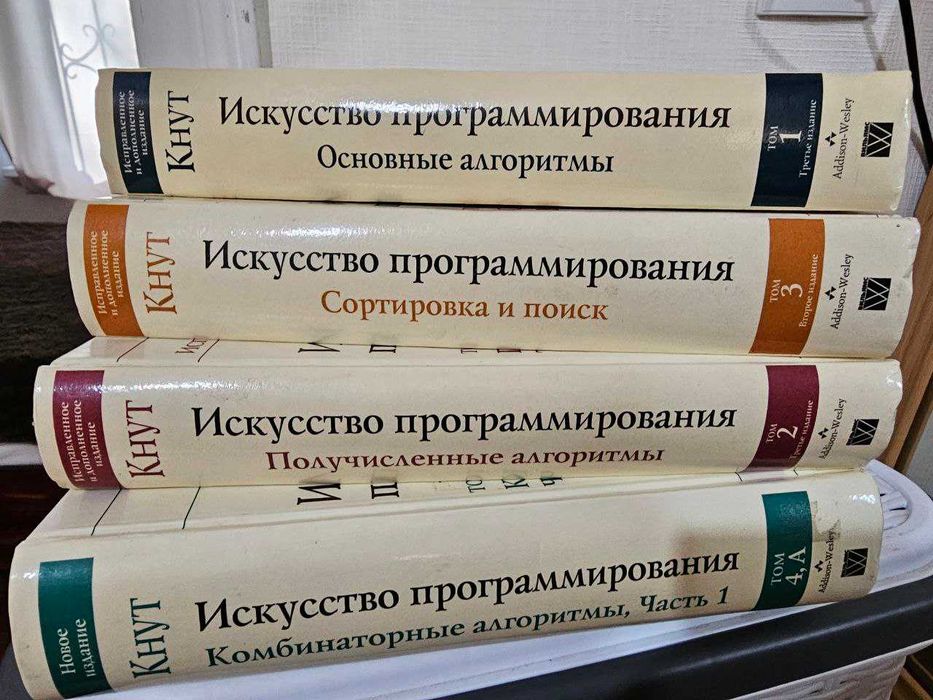 Исправленное
и дополненное
издание
Кнут
Искусство программирования
Основные алгоритмы
ТОМ
1
Третье издание
Addison-Wesley
Исправленное
и дополненное
издание
Кнут
Искусство программирования
Сортировка и поиск
ТОМ
3
Второе издание
Addison-Wesley
Исправленное
и дополненное
издание
Кнут
Искусство программирования
Получисленные алгоритмы
ТОМ
2
Третье издание
Addison-Wesley
Новое
издание
Кнут
Искусство программирования
Комбинаторные алгоритмы, Часть 1
ТОМ
4, А
Addison-Wesley